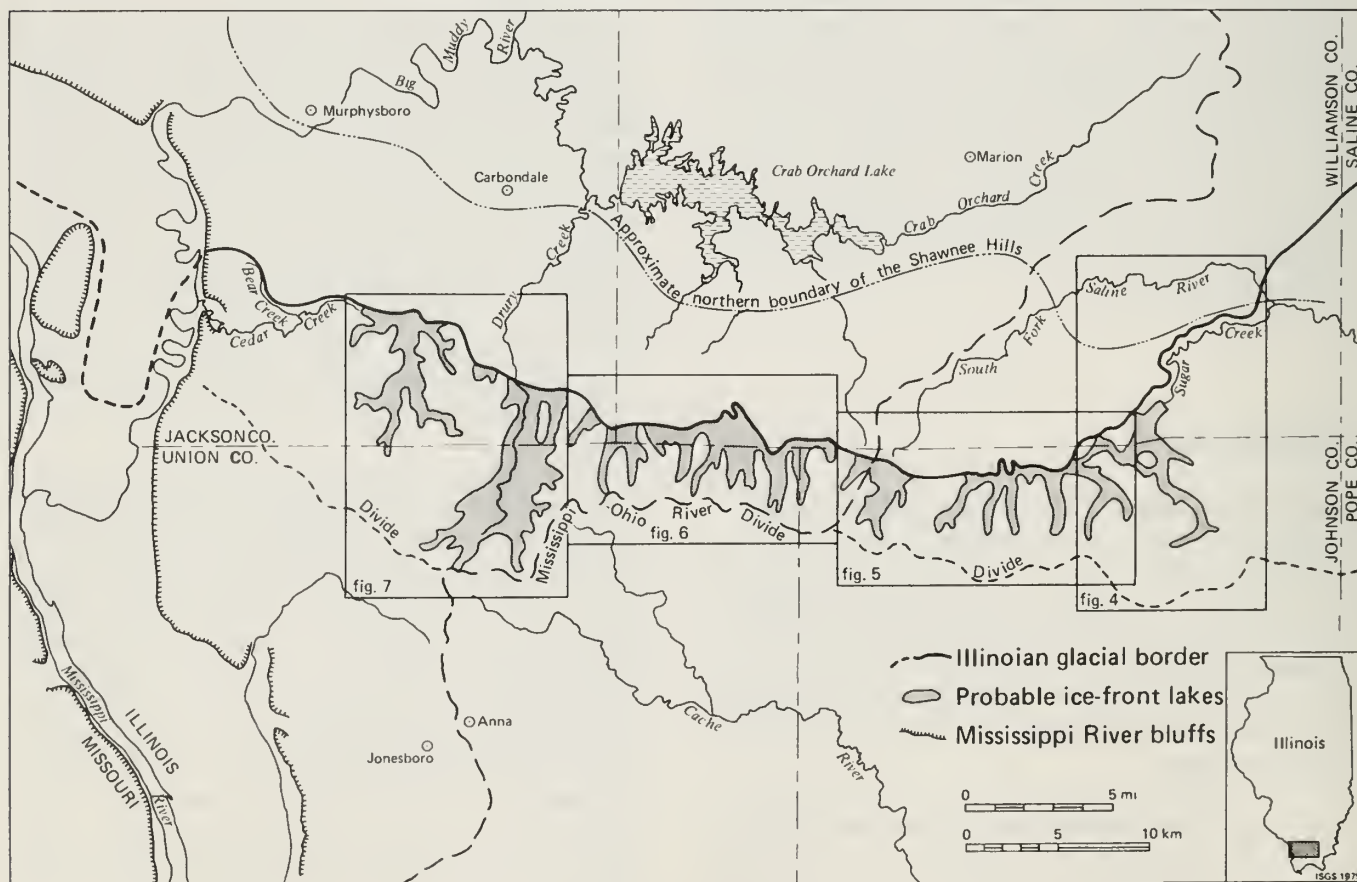 Muddy
River
Big
WILLIAMSON CO.
SALINE CO.
Murphysboro
Marion
Carbondale
Crab Orchard Lake
Crab Orchard Creek
Approximate northern boundary of the Shawnee Hills
Drury Creek
Bear Creek
Cedar Creek
Saline River
South Fork
Sugar Creek
JACKSON CO.
UNION CO.
JOHNSON CO.
POPE CO.
Divide
Mississippi
Ohio River Divide
fig. 6
Divide
fig. 7
fig. 5
fig. 4
Illinoian glacial border
Probable ice-front lakes
Mississippi River bluffs
Mississippi
River
ILLINOIS
MISSOURI
Anna
Jonesboro
Cache
River
0 5 mi
0 5 10 km
Illinois
ISGS 1979